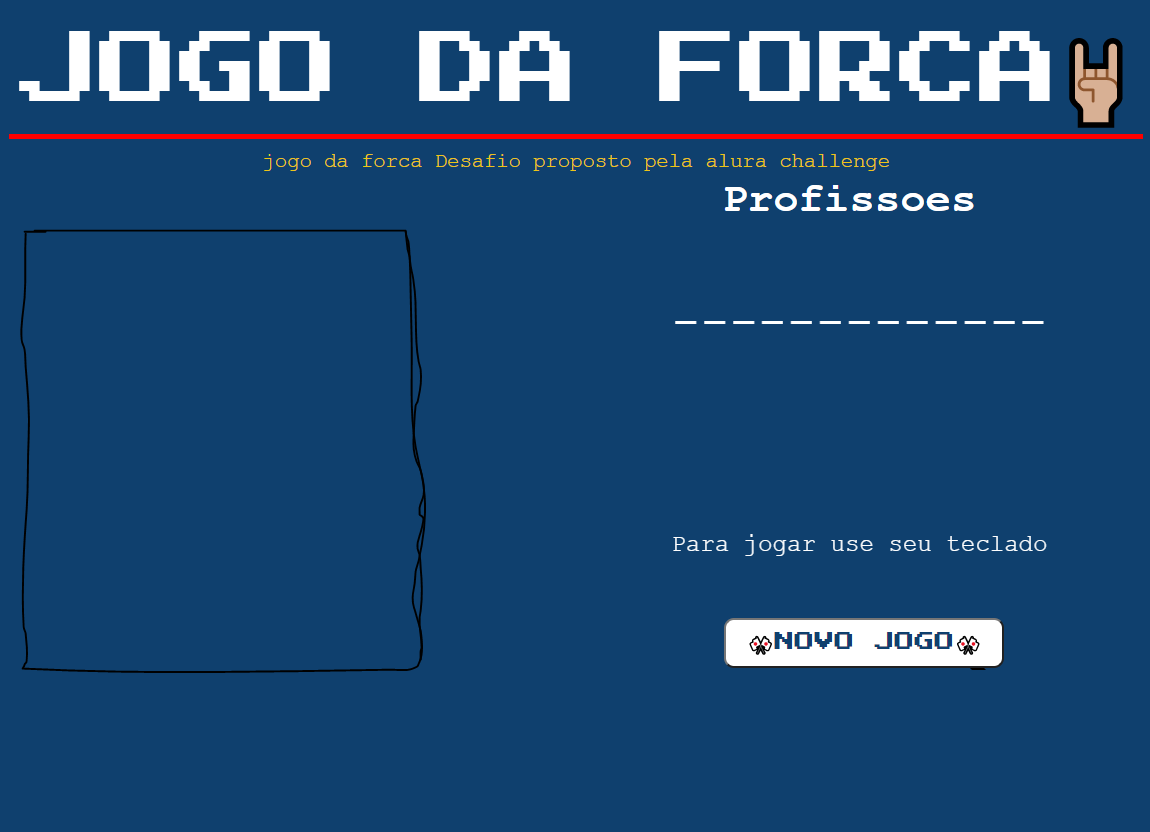 JOGO DA FORCA
jogo da forca Desafio proposto pela alura challenge
Profissoes
_ _ _ _ _ _ _ _ _ _ _ _ _
Para jogar use seu teclado
NOVO JOGO